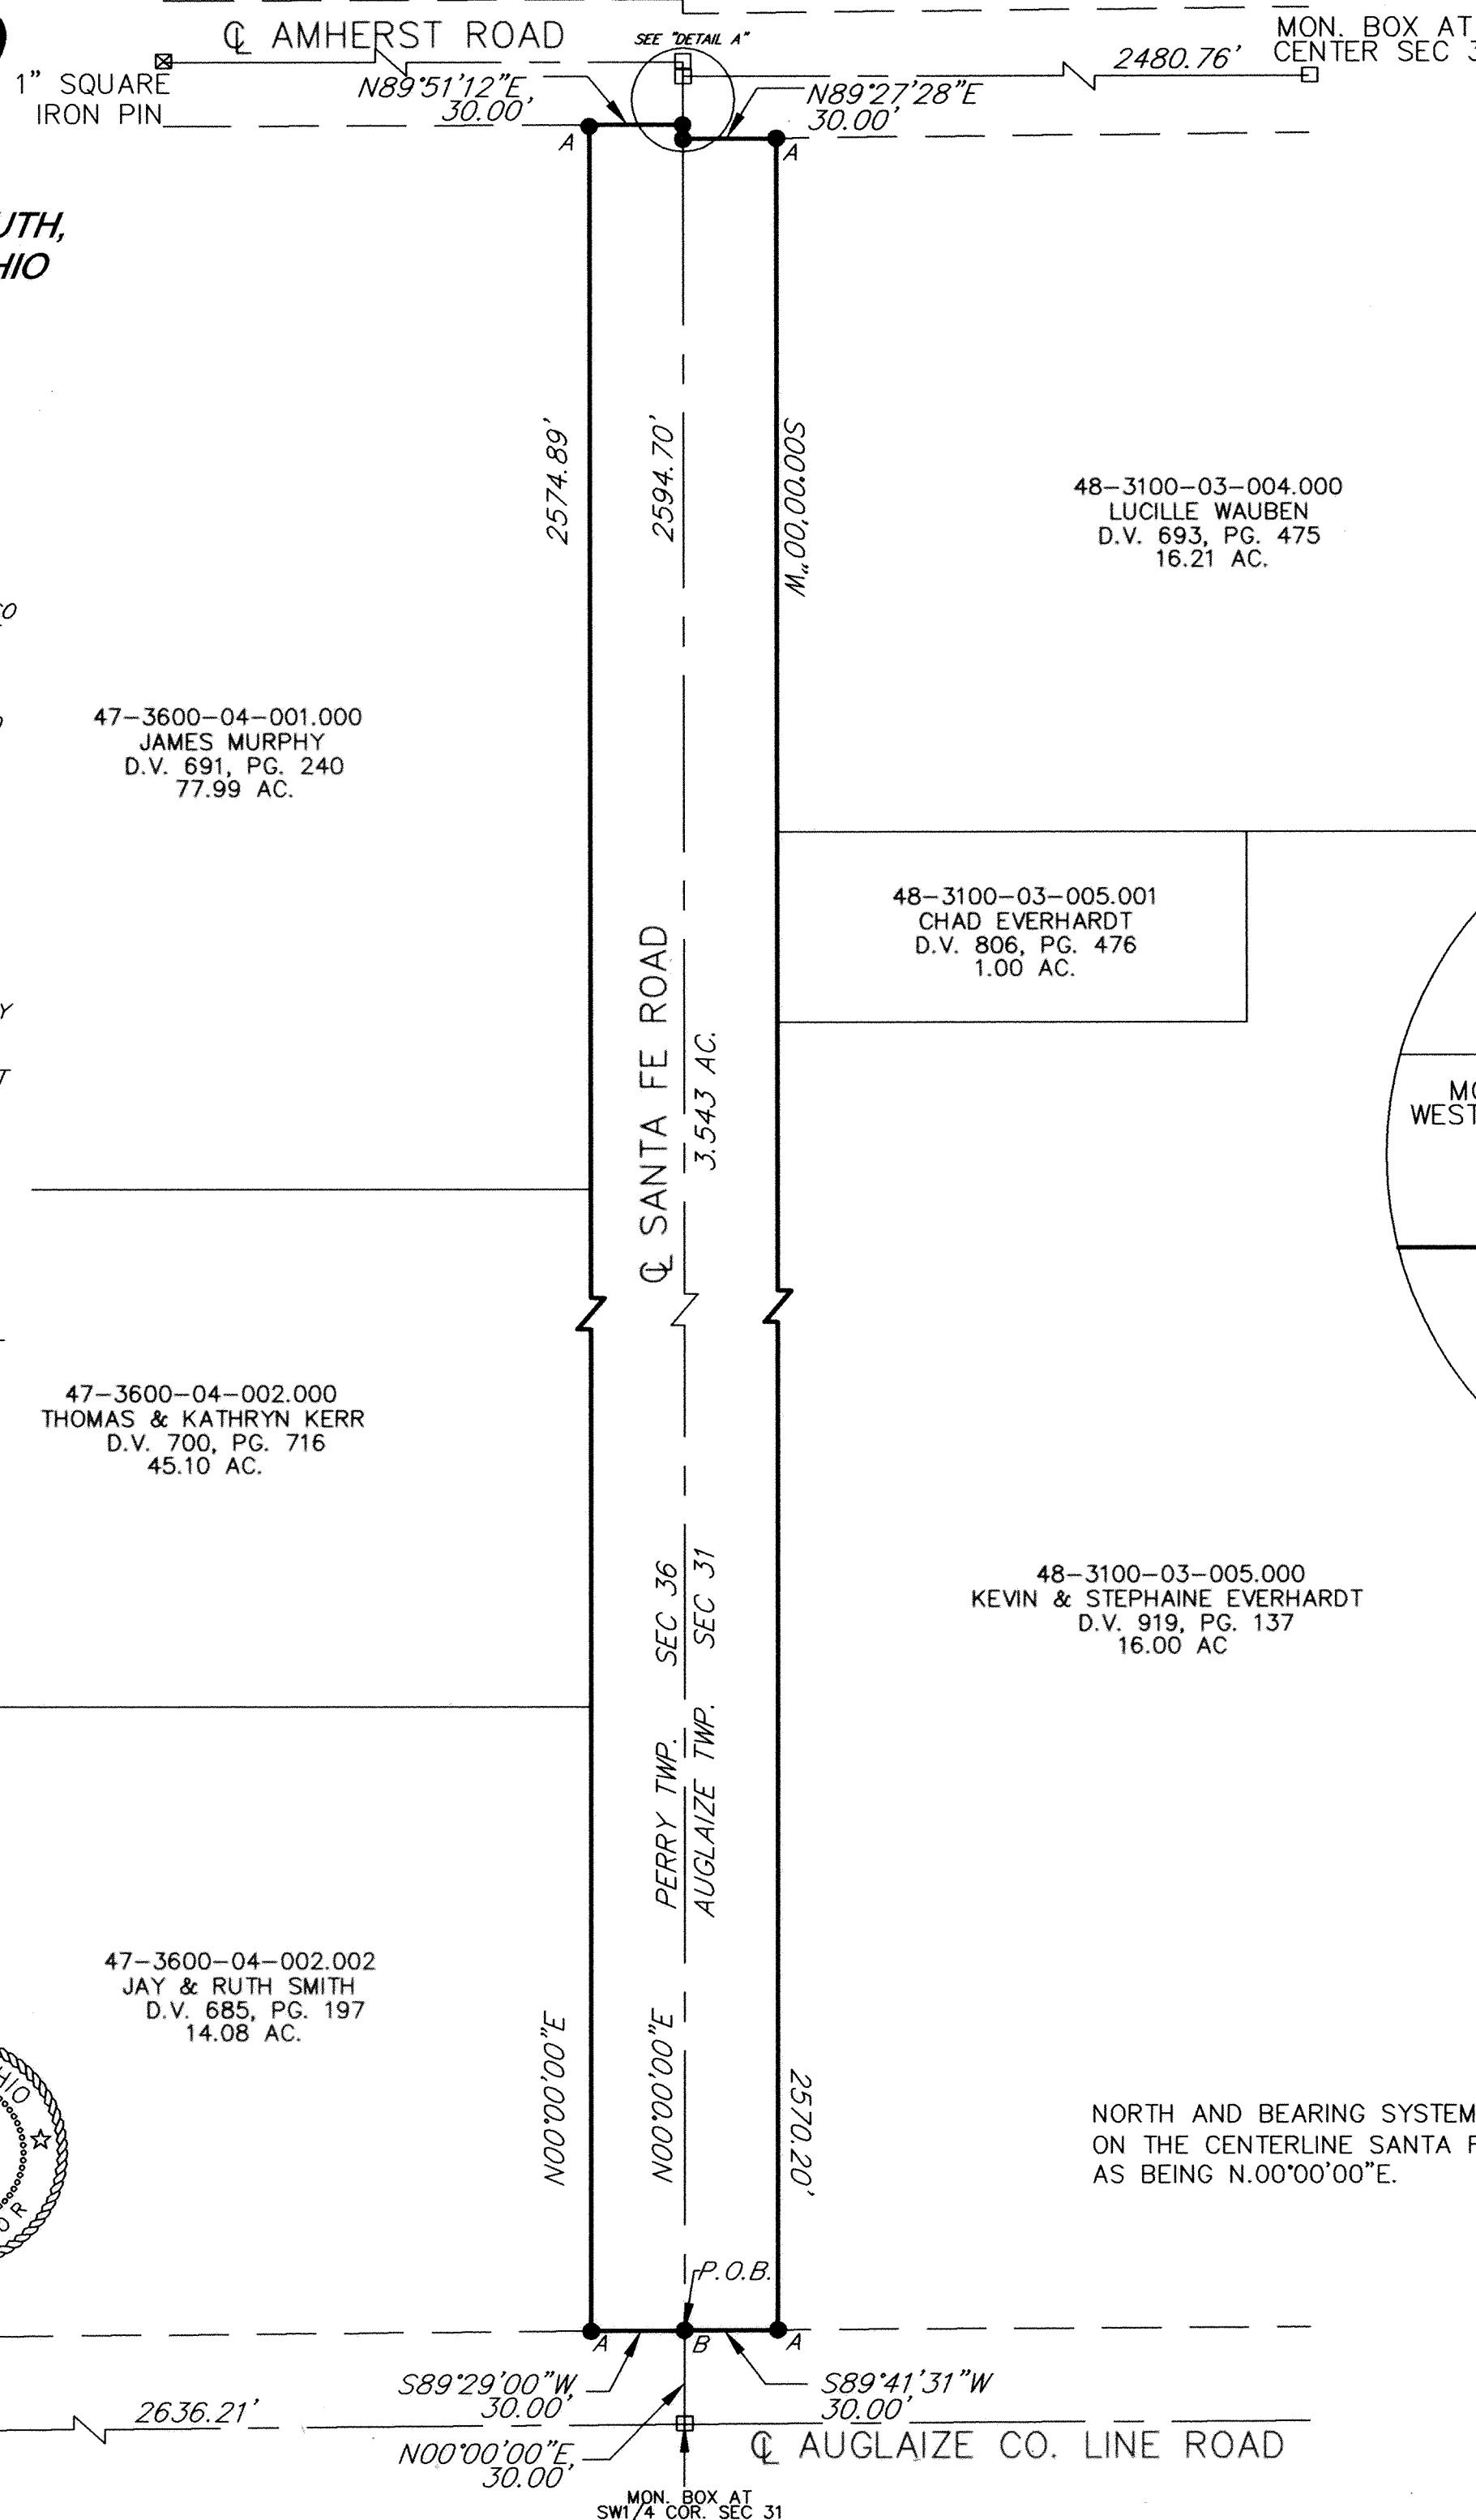 ℄ AMHERST ROAD
SEE "DETAIL A"
MON. BOX AT
CENTER SEC 3
1" SQUARE
IRON PIN
2480.76'
N89°51'12"E,
30.00'
N89°27'28"E
30.00'
A
A
UTH,
HIO
2574.89'
2594.70'
S00°00'00"W
48-3100-03-004.000
LUCILLE WAUBEN
D.V. 693, PG. 475
16.21 AC.
47-3600-04-001.000
JAMES MURPHY
D.V. 691, PG. 240
77.99 AC.
48-3100-03-005.001
CHAD EVERHARDT
D.V. 806, PG. 476
1.00 AC.
℄ SANTA FE ROAD
3.543 AC.
MO
WEST
Y
T
47-3600-04-002.000
THOMAS & KATHRYN KERR
D.V. 700, PG. 716
45.10 AC.
PERRY TWP. SEC 36
AUGLAIZE TWP. SEC 31
48-3100-03-005.000
KEVIN & STEPHAINE EVERHARDT
D.V. 919, PG. 137
16.00 AC
47-3600-04-002.002
JAY & RUTH SMITH
D.V. 685, PG. 197
14.08 AC.
HIO
OR
N00°00'00"E
N00°00'00"E
2570.20'
NORTH AND BEARING SYSTEM
ON THE CENTERLINE SANTA F
AS BEING N.00°00'00"E.
P.O.B.
A
B
A
S89°29'00"W,
30.00'
S89°41'31"W
30.00'
2636.21'
℄ AUGLAIZE CO. LINE ROAD
N00°00'00"E,
30.00'
MON. BOX AT
SW1/4 COR. SEC 31